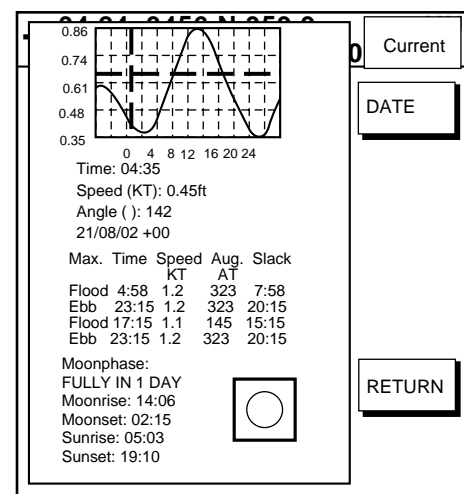 Current
0.86
0.74
0.61
0.48
0.35
0 4 8 12 16 20 24
DATE
Time: 04:35
Speed (KT): 0.45ft
Angle ( ): 142
21/08/02 +00
Max. Time Speed Aug. Slack
KT AT
Flood 4:58 1.2 323 7:58
Ebb 23:15 1.2 323 20:15
Flood 17:15 1.1 145 15:15
Ebb 23:15 1.2 323 20:15
Moonphase:
FULLY IN 1 DAY
Moonrise: 14:06
Moonset: 02:15
Sunrise: 05:03
Sunset: 19:10
RETURN